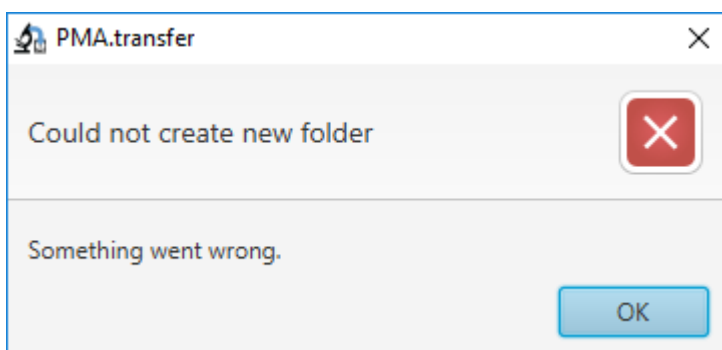 PMA.transfer
Could not create new folder
Something went wrong.
OK